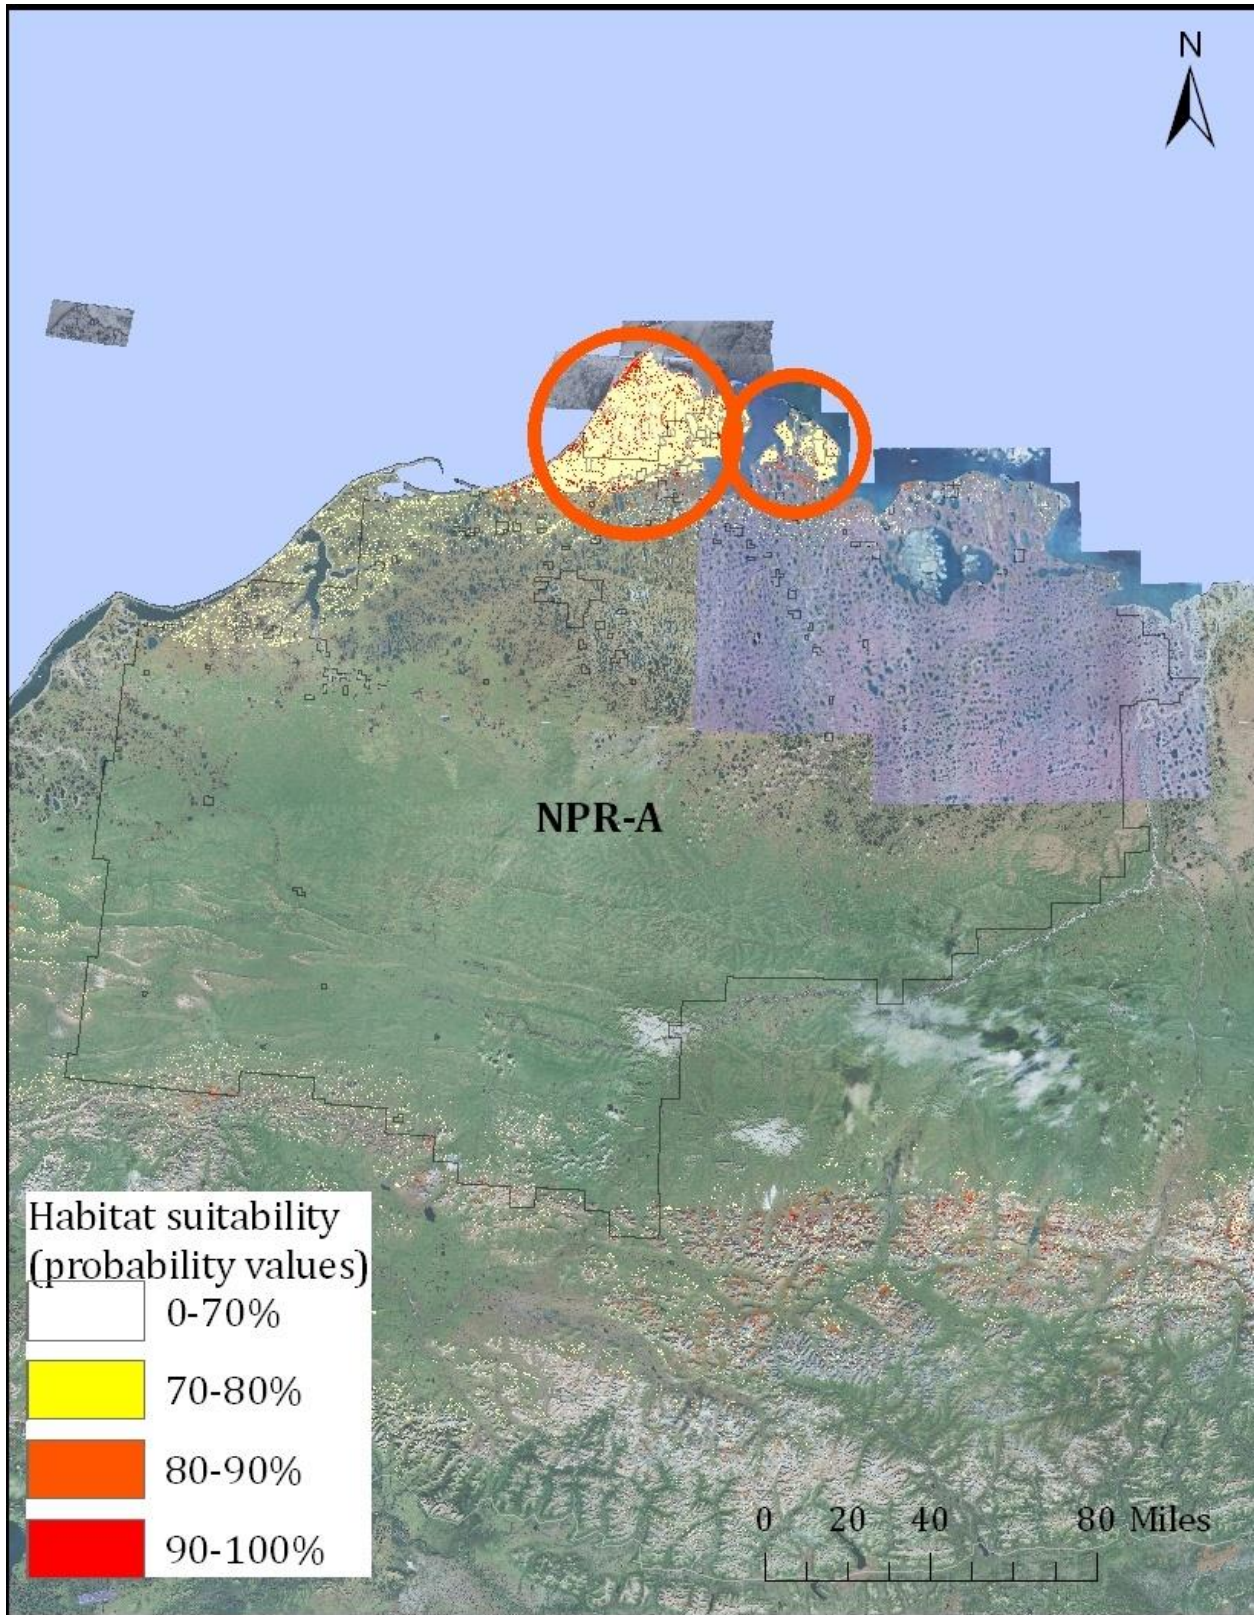 N
NPR-A
Habitat suitability
(probability values)
0-70%
70-80%
80-90%
90-100%
0 20 40 80 Miles